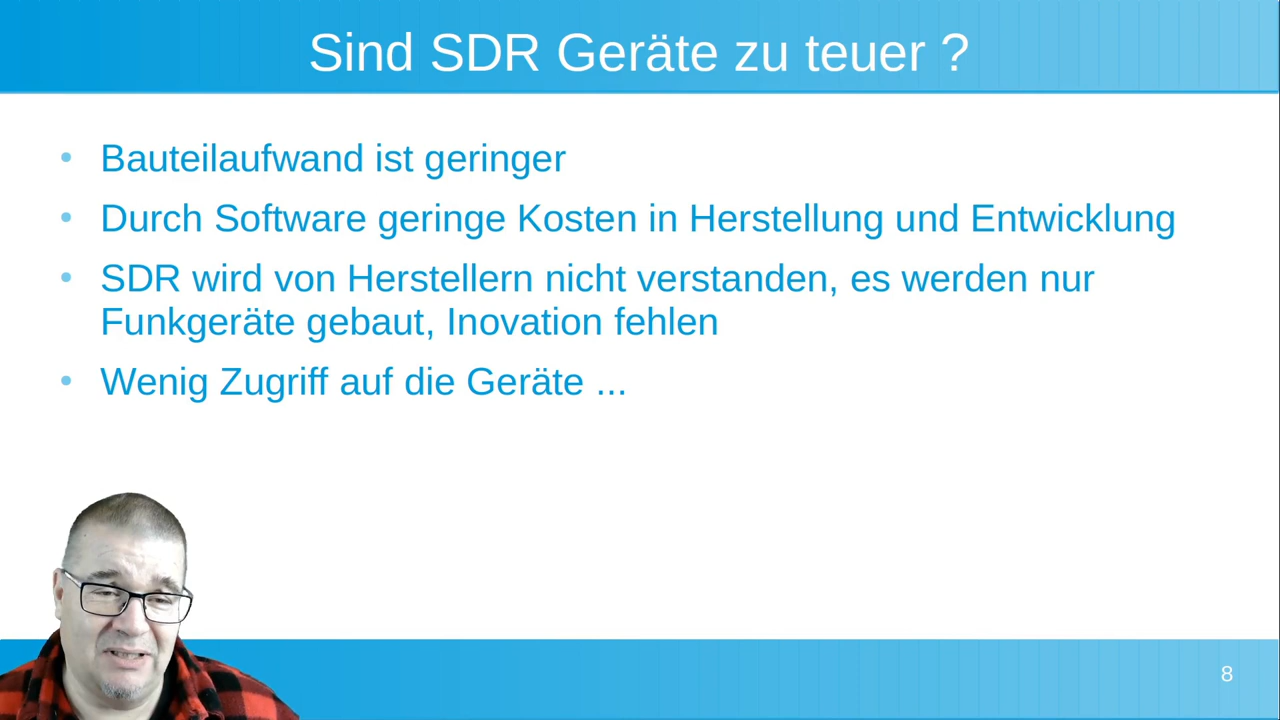 Sind SDR Geräte zu teuer ?
• Bauteilaufwand ist geringer
• Durch Software geringe Kosten in Herstellung und Entwicklung
• SDR wird von Herstellern nicht verstanden, es werden nur
Funkgeräte gebaut, Inovation fehlen
• Wenig Zugriff auf die Geräte ...
8